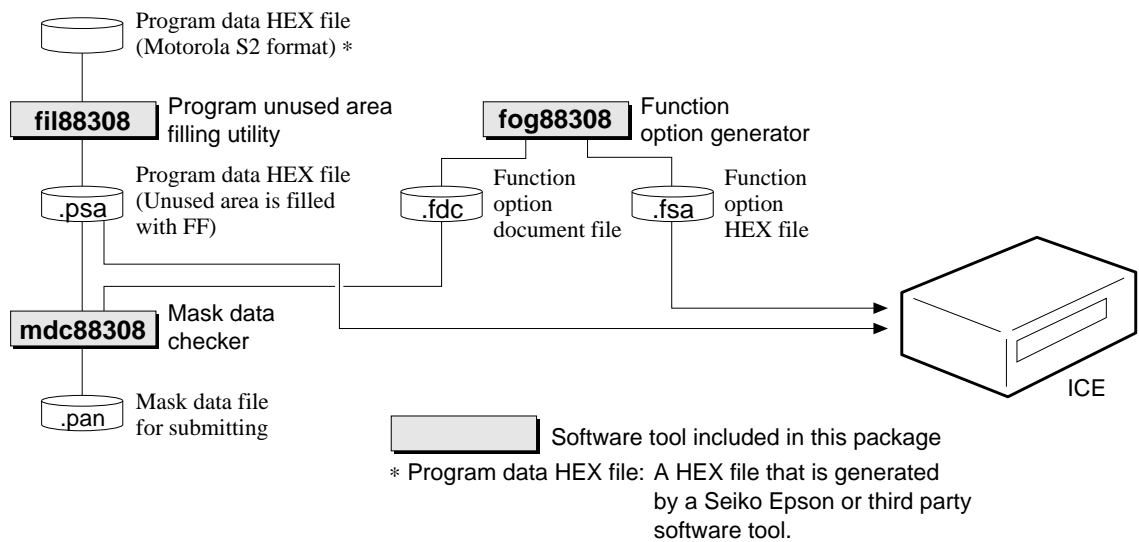 Program data HEX file
(Motorola S2 format) *
fil88308
Program unused area
filling utility
fog88308
Function
option generator
.psa
Program data HEX file
(Unused area is filled
with FF)
.fdc
Function
option
document file
.fsa
Function
option
HEX file
mdc88308
Mask data
checker
ICE
.pan
Mask data file
for submitting
Software tool included in this package
* Program data HEX file: A HEX file that is generated
by a Seiko Epson or third party
software tool.